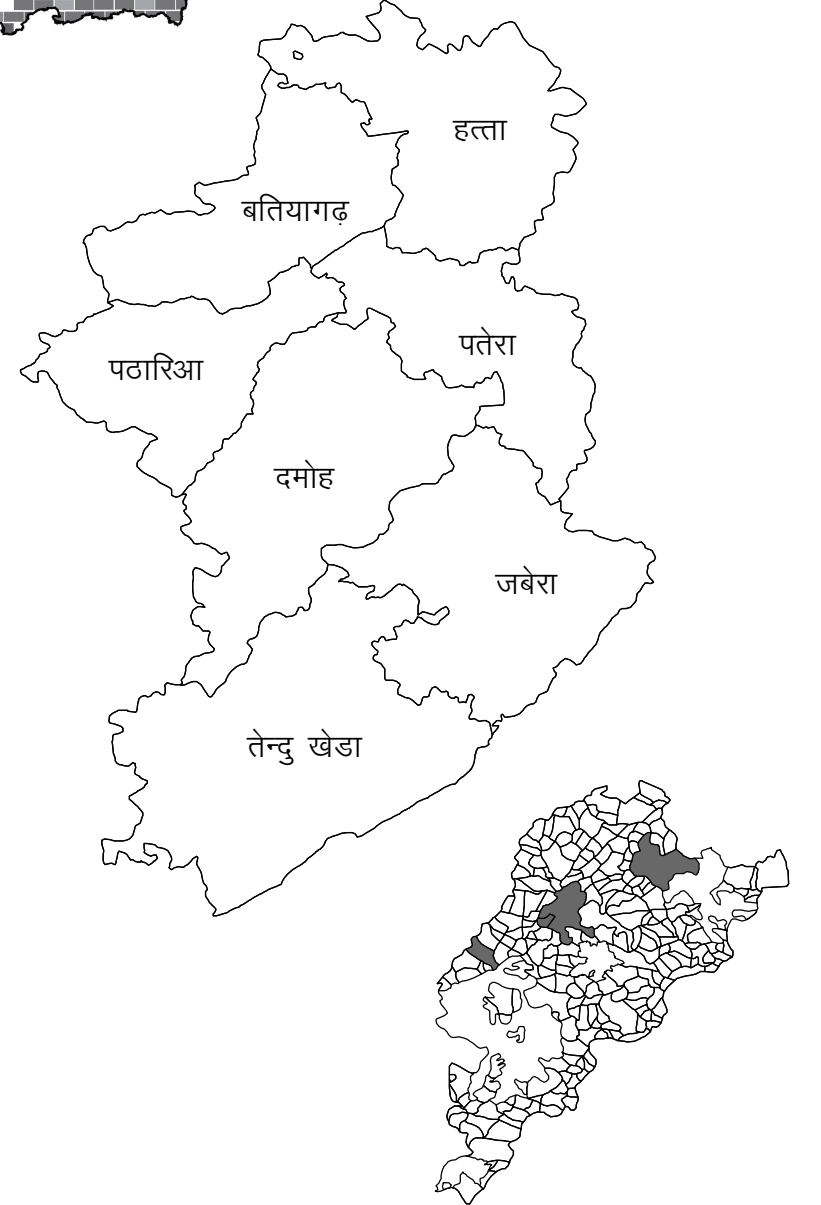 हत्ता
बतियागढ़
पतेरा
पठारिआ
दमोह
जबेरा
तेन्दु खेडा